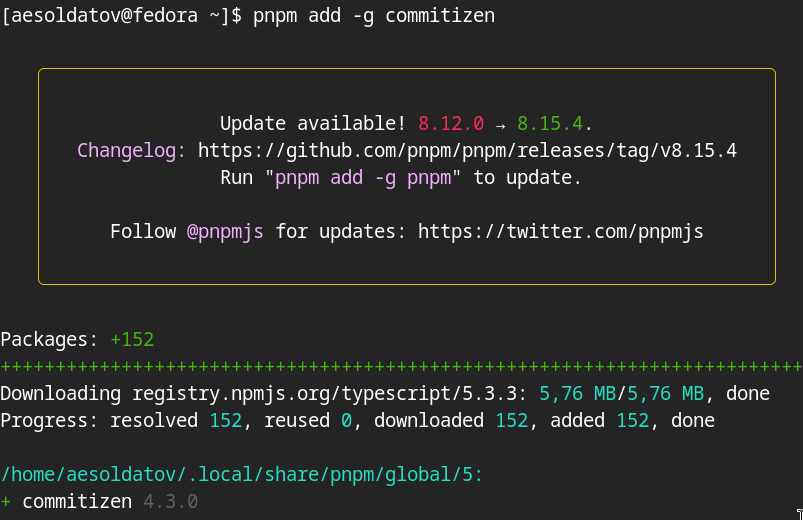 [aesoldatov@fedora ~]$ pnpm add -g commitizen
Update available! 8.12.0 → 8.15.4.
Changelog: https://github.com/pnpm/pnpm/releases/tag/v8.15.4
Run "pnpm add -g pnpm" to update.
Follow @pnpmjs for updates: https://twitter.com/pnpmjs
Packages: +152
+++++++++++++++++++++++++++++++++++++++++++++++++++++++++++++++++++++++++
Downloading registry.npmjs.org/typescript/5.3.3: 5,76 MB/5,76 MB, done
Progress: resolved 152, reused 0, downloaded 152, added 152, done
/home/aesoldatov/.local/share/pnpm/global/5:
+ commitizen 4.3.0